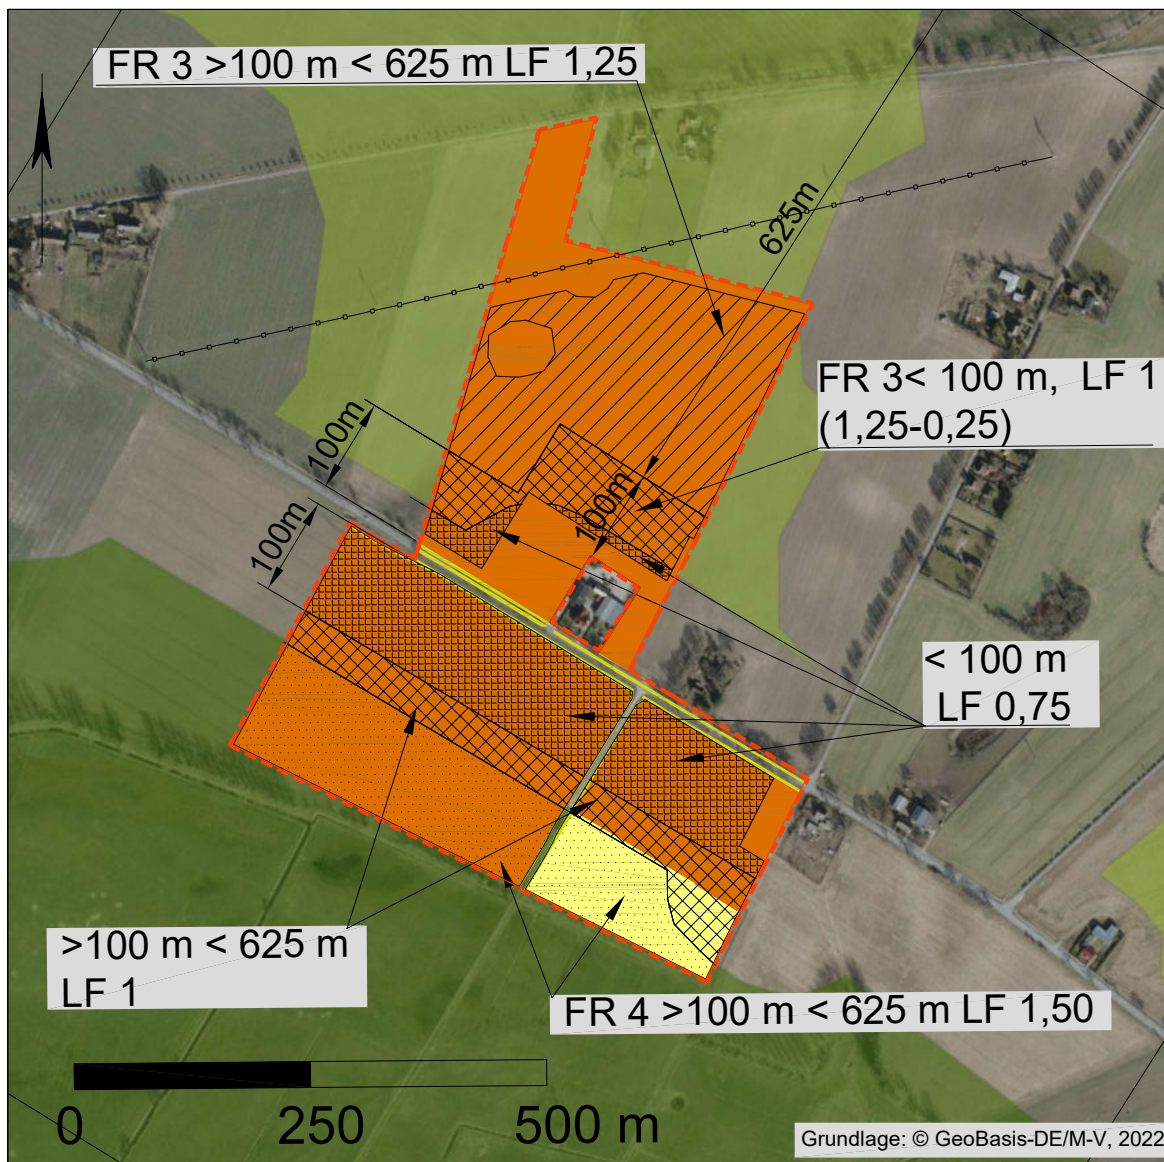 FR 3 >100 m < 625 m LF 1,25
625m
FR 3< 100 m, LF 1
(1,25-0,25)
100m
100m
100m
< 100 m
LF 0,75
>100 m < 625 m
LF 1
FR 4 >100 m < 625 m LF 1,50
0 250 500 m
Grundlage: © GeoBasis-DE/M-V, 2022